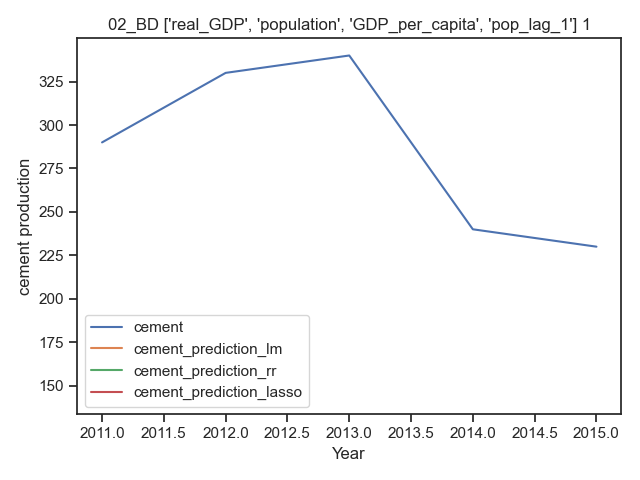 02_BD ['real_GDP', 'population', 'GDP_per_capita', 'pop_lag_1'] 1
cement production
325
300
275
250
225
200
175
150
cement
cement_prediction_lm
cement_prediction_rr
cement_prediction_lasso
2011.0 2011.5 2012.0 2012.5 2013.0 2013.5 2014.0 2014.5 2015.0
Year